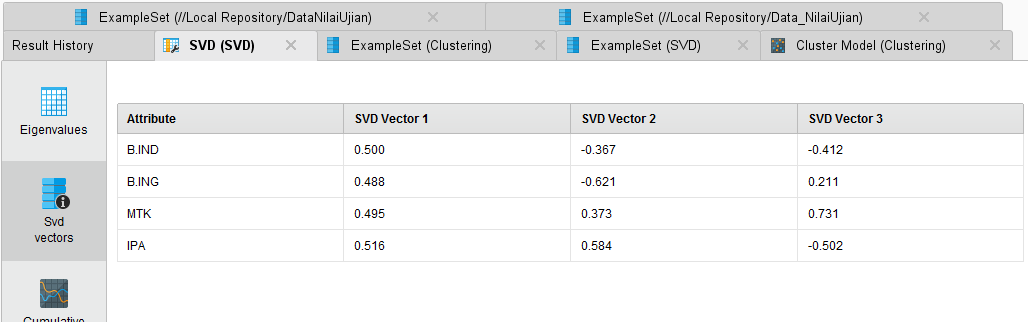 ExampleSet (//Local Repository/DataNilaiUjian)
ExampleSet (//Local Repository/Data_NilaiUjian)
Result History
SVD (SVD)
ExampleSet (Clustering)
ExampleSet (SVD)
Cluster Model (Clustering)
Eigenvalues
Svd
vectors
Cumulative
Attribute SVD Vector 1 SVD Vector 2 SVD Vector 3
B.IND 0.500 -0.367 -0.412
B.ING 0.488 -0.621 0.211
MTK 0.495 0.373 0.731
IPA 0.516 0.584 -0.502